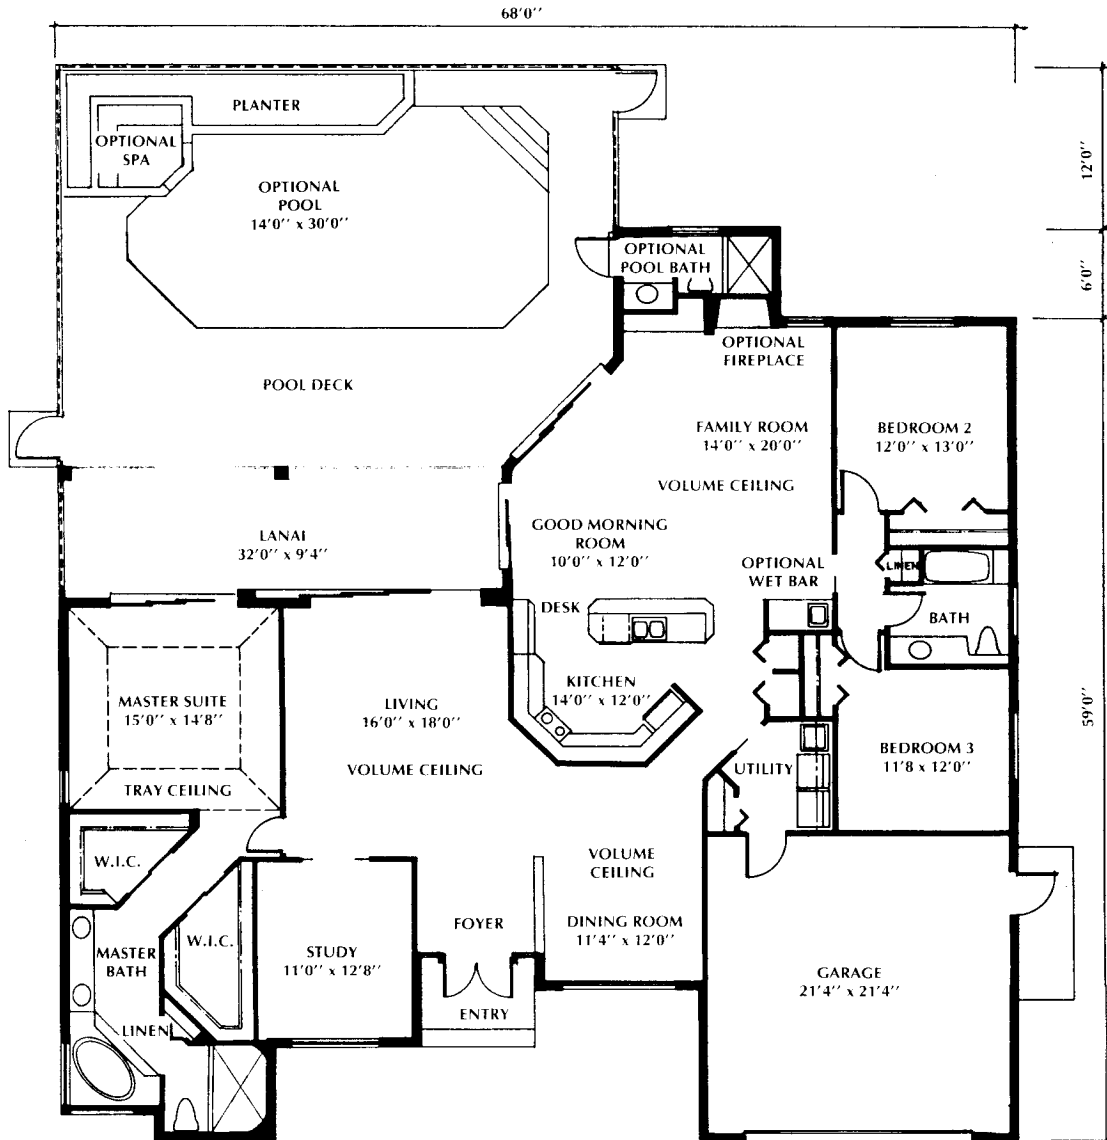 68'0''
PLANTER
OPTIONAL
SPA
OPTIONAL
POOL
14'0'' x 30'0''
12'0''
OPTIONAL
POOL BATH
6'0''
OPTIONAL
FIREPLACE
POOL DECK
FAMILY ROOM
14'0'' x 20'0''
BEDROOM 2
12'0'' x 13'0''
VOLUME CEILING
LANAI
32'0'' x 9'4''
GOOD MORNING
ROOM
10'0'' x 12'0''
OPTIONAL
WET BAR
LINEN
DESK
BATH
MASTER SUITE
15'0'' x 14'8''
LIVING
16'0'' x 18'0''
KITCHEN
14'0'' x 12'0''
59'0''
VOLUME CEILING
TRAY CEILING
UTILITY
BEDROOM 3
11'8 x 12'0''
W.I.C.
VOLUME
CEILING
W.I.C.
MASTER
BATH
STUDY
11'0'' x 12'8''
FOYER
DINING ROOM
11'4'' x 12'0''
GARAGE
21'4'' x 21'4''
LINEN
ENTRY